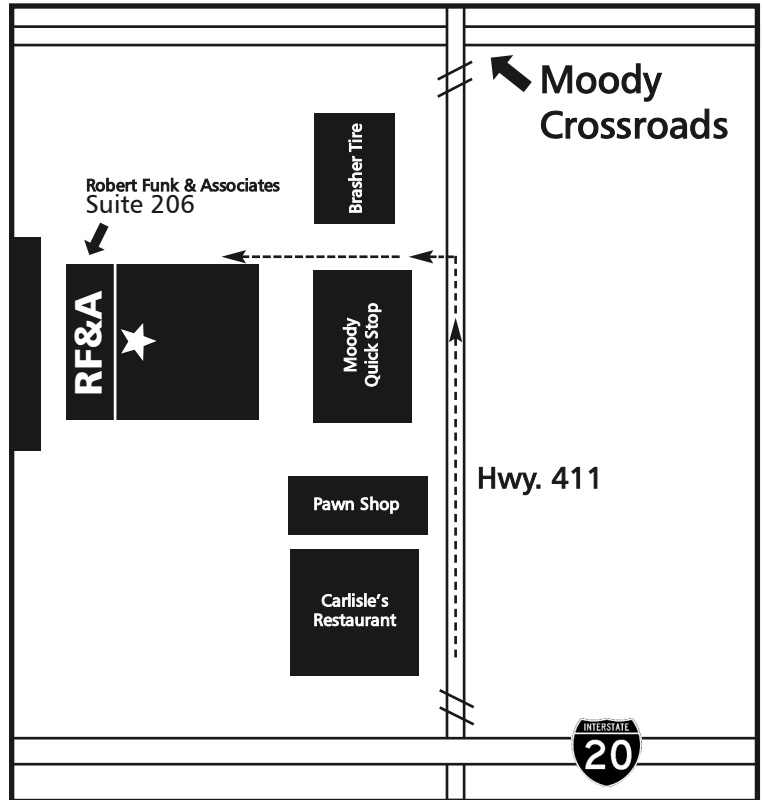 Moody
Crossroads
Brasher Tire
Robert Funk & Associates
Suite 206
RF&A
Moody
Quick Stop
Hwy. 411
Pawn Shop
Carlisle's
Restaurant
INTERSTATE
20